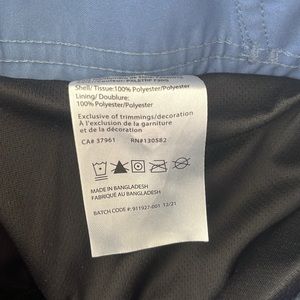 Shell/ Tissue:100% Polyester/Polyester
Lining/ Doublure:
100% Polyester/Polyester
Exclusive of trimmings/decoration
A l'exclusion de la garniture
et de la décoration
CA# 37961 RN#130582
MADE IN BANGLADESH
FABRIQUÉ AU BANGLADESH
BATCH CODE #: 911927-001 12/21